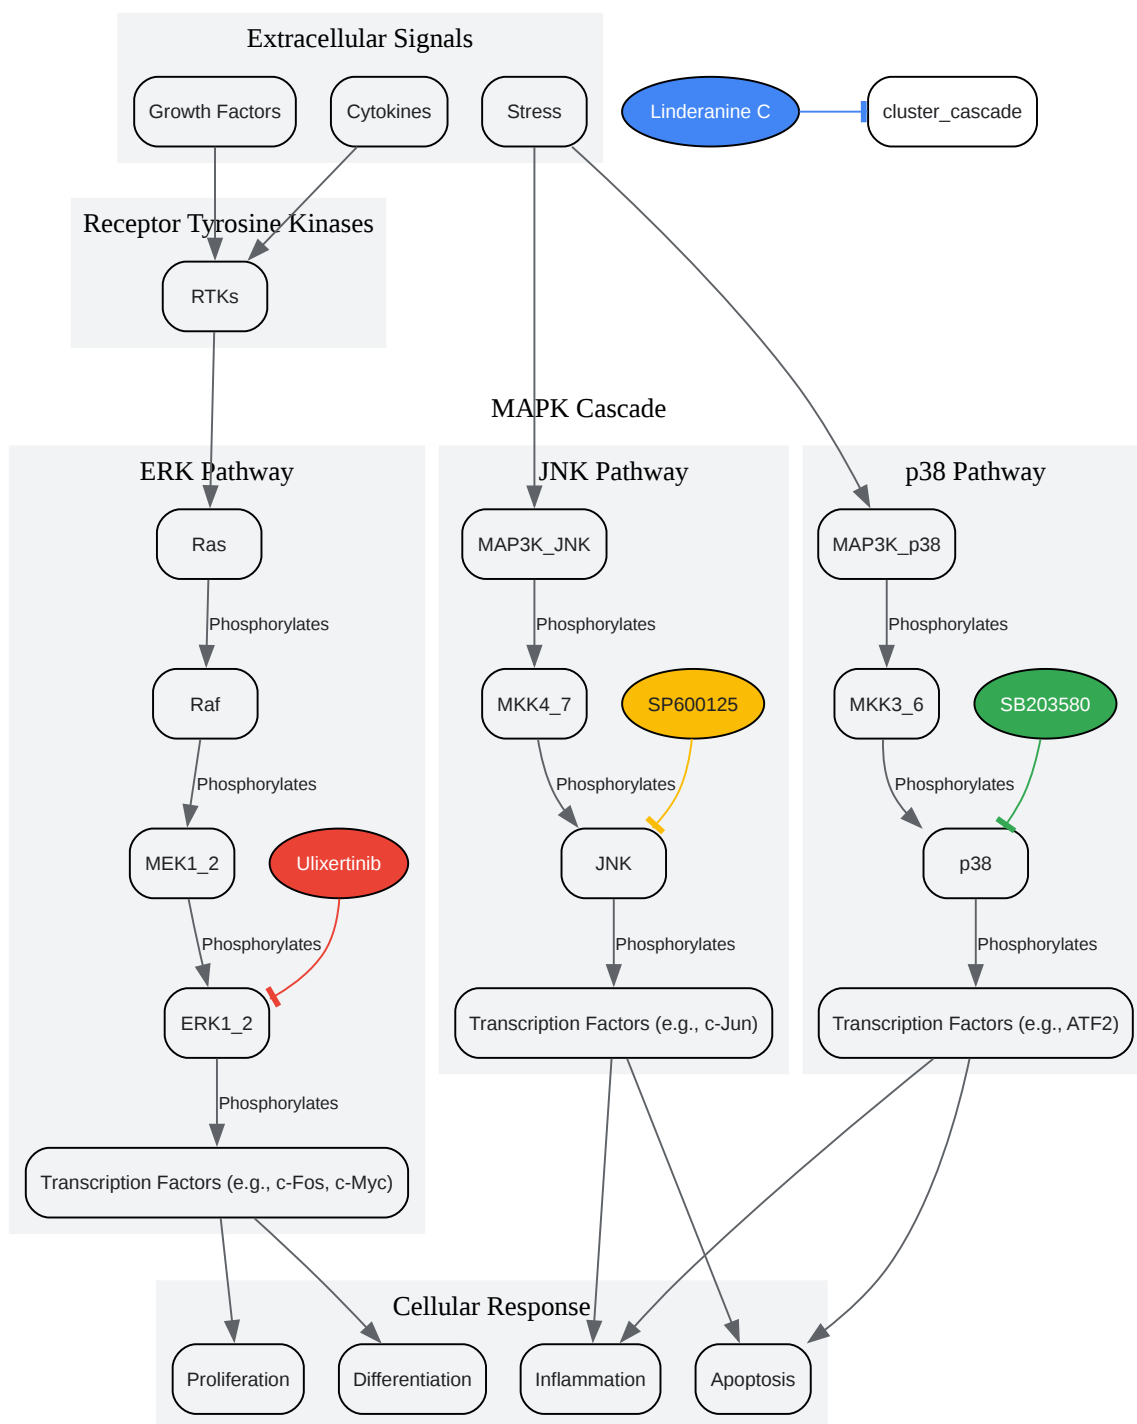 Extracellular Signals
Growth Factors
Cytokines
Stress
Linderanine C
cluster_cascade
Receptor Tyrosine Kinases
RTKs
MAPK Cascade
ERK Pathway
JNK Pathway
p38 Pathway
Ras
MAP3K_JNK
MAP3K_p38
Phosphorylates
Phosphorylates
Phosphorylates
Raf
MKK4_7
SP600125
MKK3_6
SB203580
Phosphorylates
Phosphorylates
Phosphorylates
MEK1_2
Ulixertinib
JNK
p38
Phosphorylates
Phosphorylates
Phosphorylates
ERK1_2
Transcription Factors (e.g., c-Jun)
Transcription Factors (e.g., ATF2)
Phosphorylates
Transcription Factors (e.g., c-Fos, c-Myc)
Cellular Response
Proliferation
Differentiation
Inflammation
Apoptosis